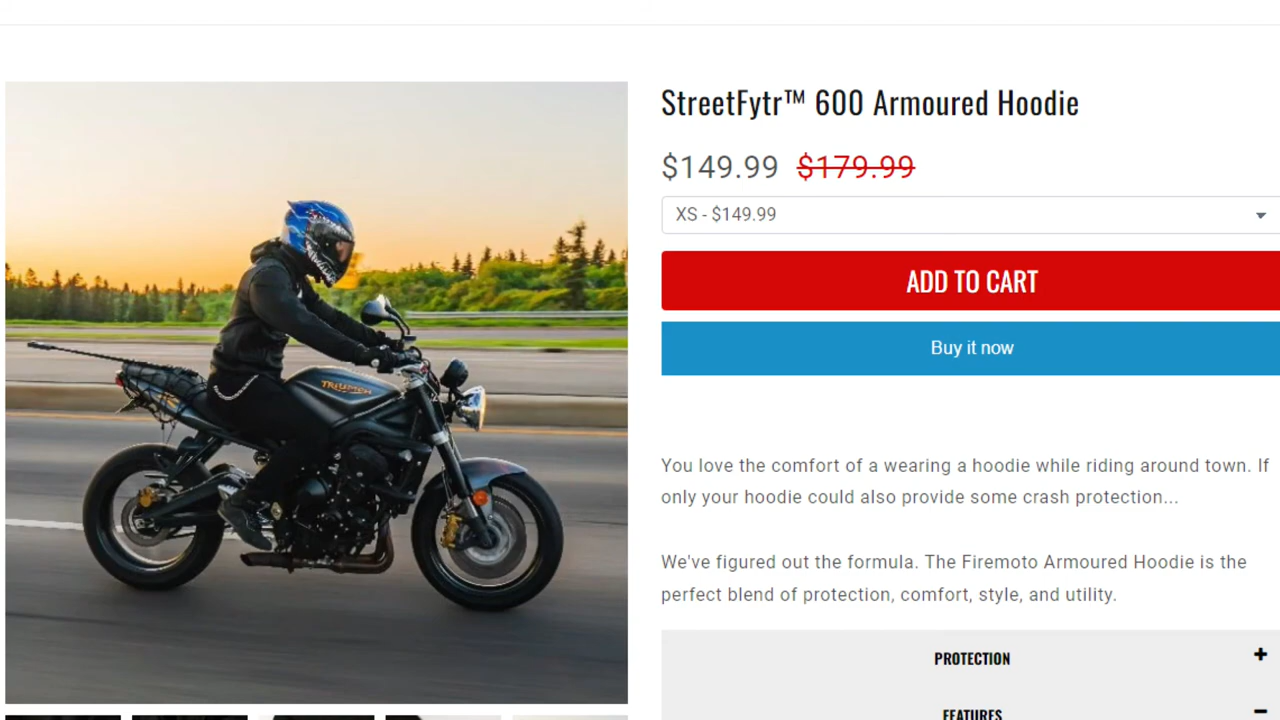 StreetFytr™ 600 Armoured Hoodie
$149.99 $179.99
XS - $149.99
ADD TO CART
Buy it now
You love the comfort of a wearing a hoodie while riding around town. If
only your hoodie could also provide some crash protection...
We've figured out the formula. The Firemoto Armoured Hoodie is the
perfect blend of protection, comfort, style, and utility.
PROTECTION +
FEATURES −
TRIUMPH